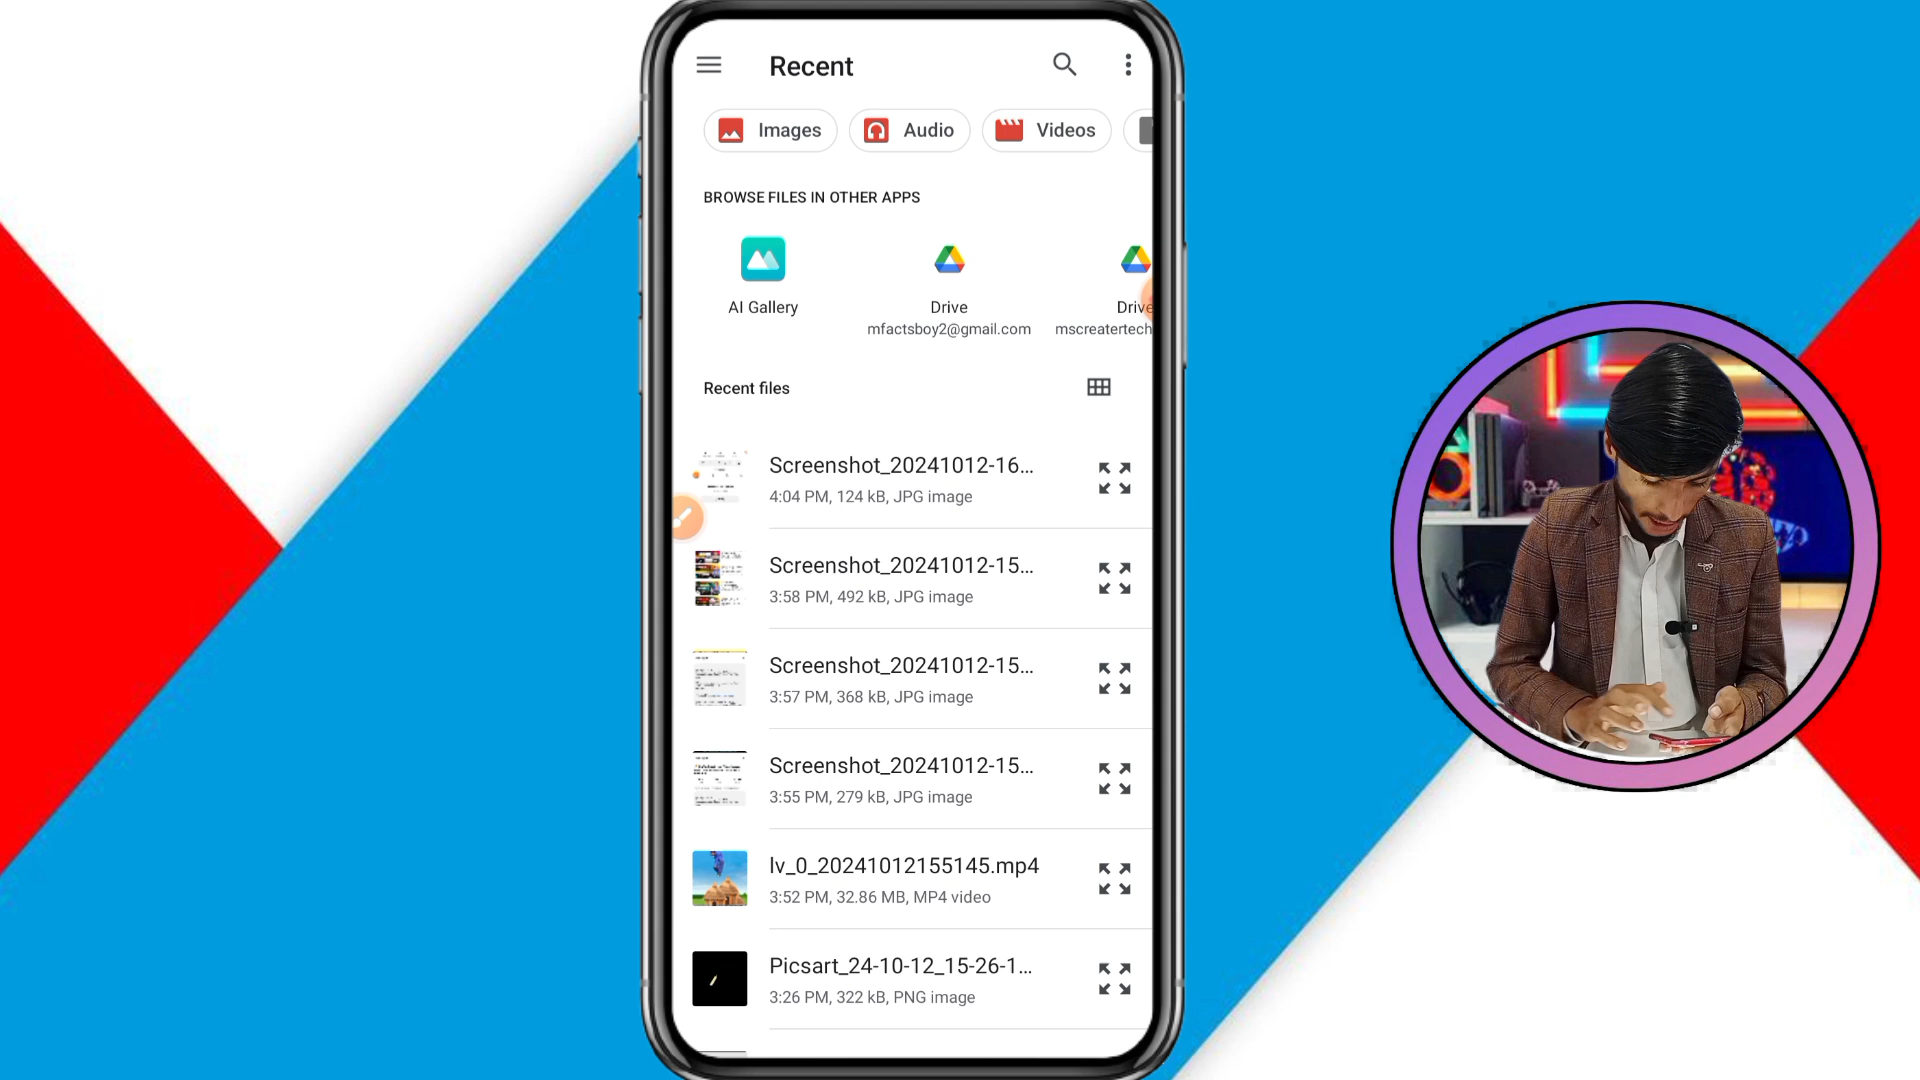 Recent
Images
Audio
Videos
BROWSE FILES IN OTHER APPS
AI Gallery
Drive
mfactsboy2@gmail.com
Drive
mscreatertech
Recent files
Screenshot_20241012-16...
4:04 PM, 124 kB, JPG image
Screenshot_20241012-15...
3:58 PM, 492 kB, JPG image
Screenshot_20241012-15...
3:57 PM, 368 kB, JPG image
Screenshot_20241012-15...
3:55 PM, 279 kB, JPG image
lv_0_20241012155145.mp4
3:52 PM, 32.86 MB, MP4 video
Picsart_24-10-12_15-26-1...
3:26 PM, 322 kB, PNG image